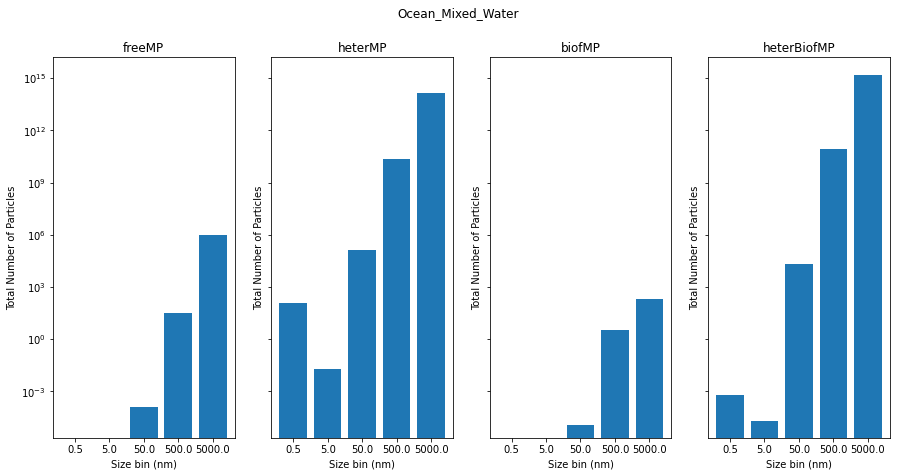 Ocean_Mixed_Water
freeMP
heterMP
biofMP
heterBiofMP
Total Number of Particles
10^15
10^12
10^9
10^6
10^3
10^0
10^-3
0.5 5.0 50.0 500.0 5000.0
Size bin (nm)
Total Number of Particles
0.5 5.0 50.0 500.0 5000.0
Size bin (nm)
Total Number of Particles
0.5 5.0 50.0 500.0 5000.0
Size bin (nm)
Total Number of Particles
0.5 5.0 50.0 500.0 5000.0
Size bin (nm)